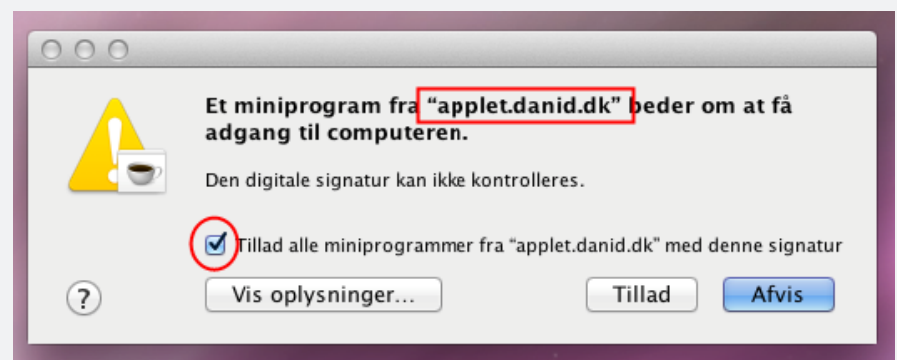 Et miniprogram fra “applet.danid.dk” beder om at få
adgang til computeren.
Den digitale signatur kan ikke kontrolleres.
Tillad alle miniprogrammer fra “applet.danid.dk” med denne signatur
?
Vis oplysninger...
Tillad
Afvis